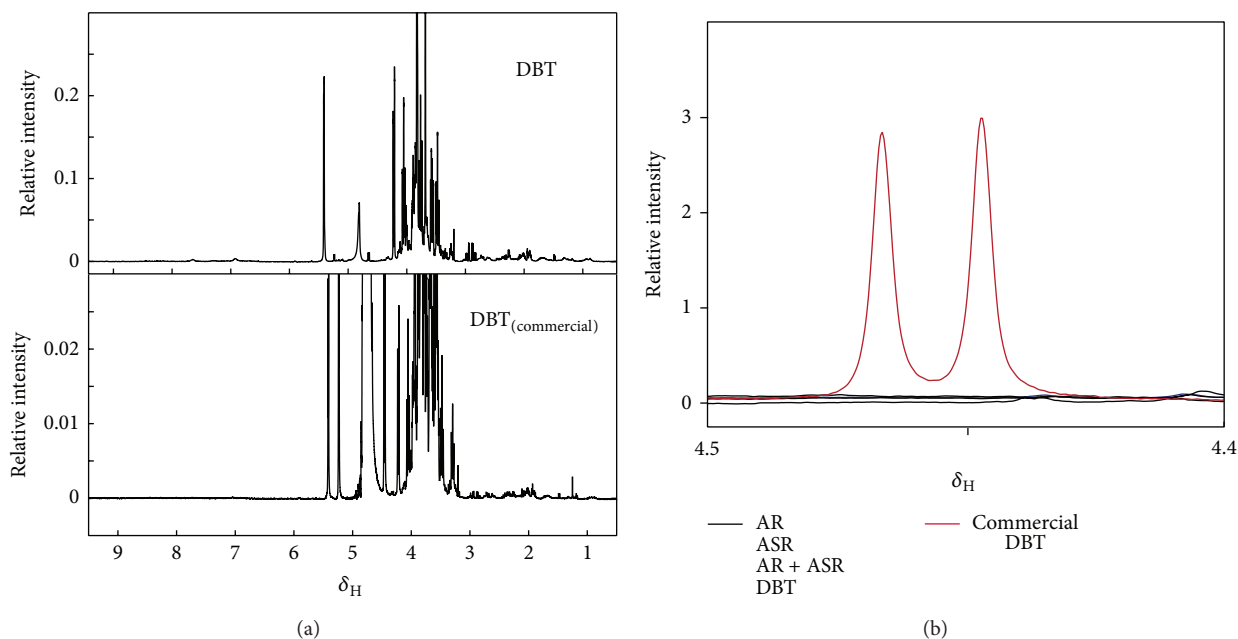 DBT
0.2
0.1
0
Relative intensity
DBT(commercial)
0.02
0.01
0
Relative intensity
9 8 7 6 5 4 3 2 1
δH
(a)
3
2
1
0
Relative intensity
4.5 4.4
δH
AR
ASR
AR + ASR
DBT
Commercial
DBT
(b)